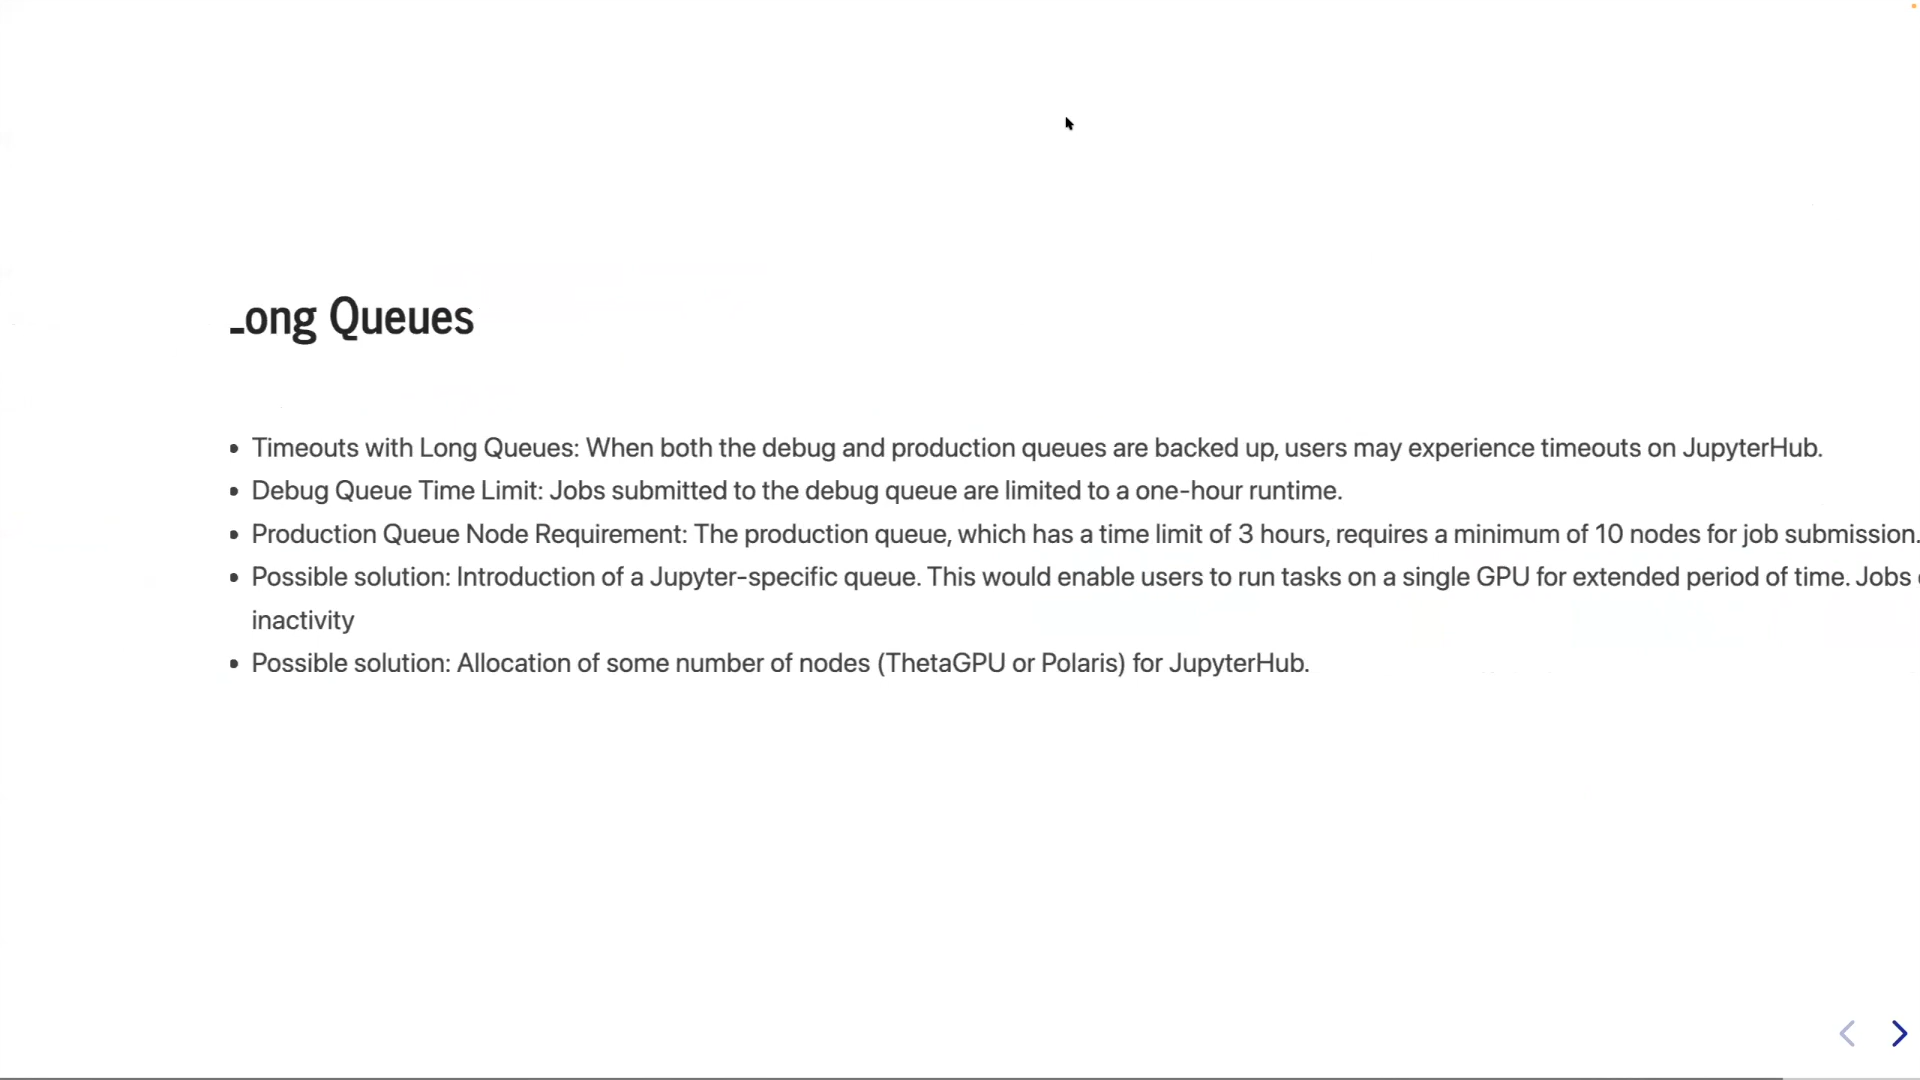 Long Queues
• Timeouts with Long Queues: When both the debug and production queues are backed up, users may experience timeouts on JupyterHub.
• Debug Queue Time Limit: Jobs submitted to the debug queue are limited to a one-hour runtime.
• Production Queue Node Requirement: The production queue, which has a time limit of 3 hours, requires a minimum of 10 nodes for job submission.
• Possible solution: Introduction of a Jupyter-specific queue. This would enable users to run tasks on a single GPU for extended period of time. Jobs
inactivity
• Possible solution: Allocation of some number of nodes (ThetaGPU or Polaris) for JupyterHub.